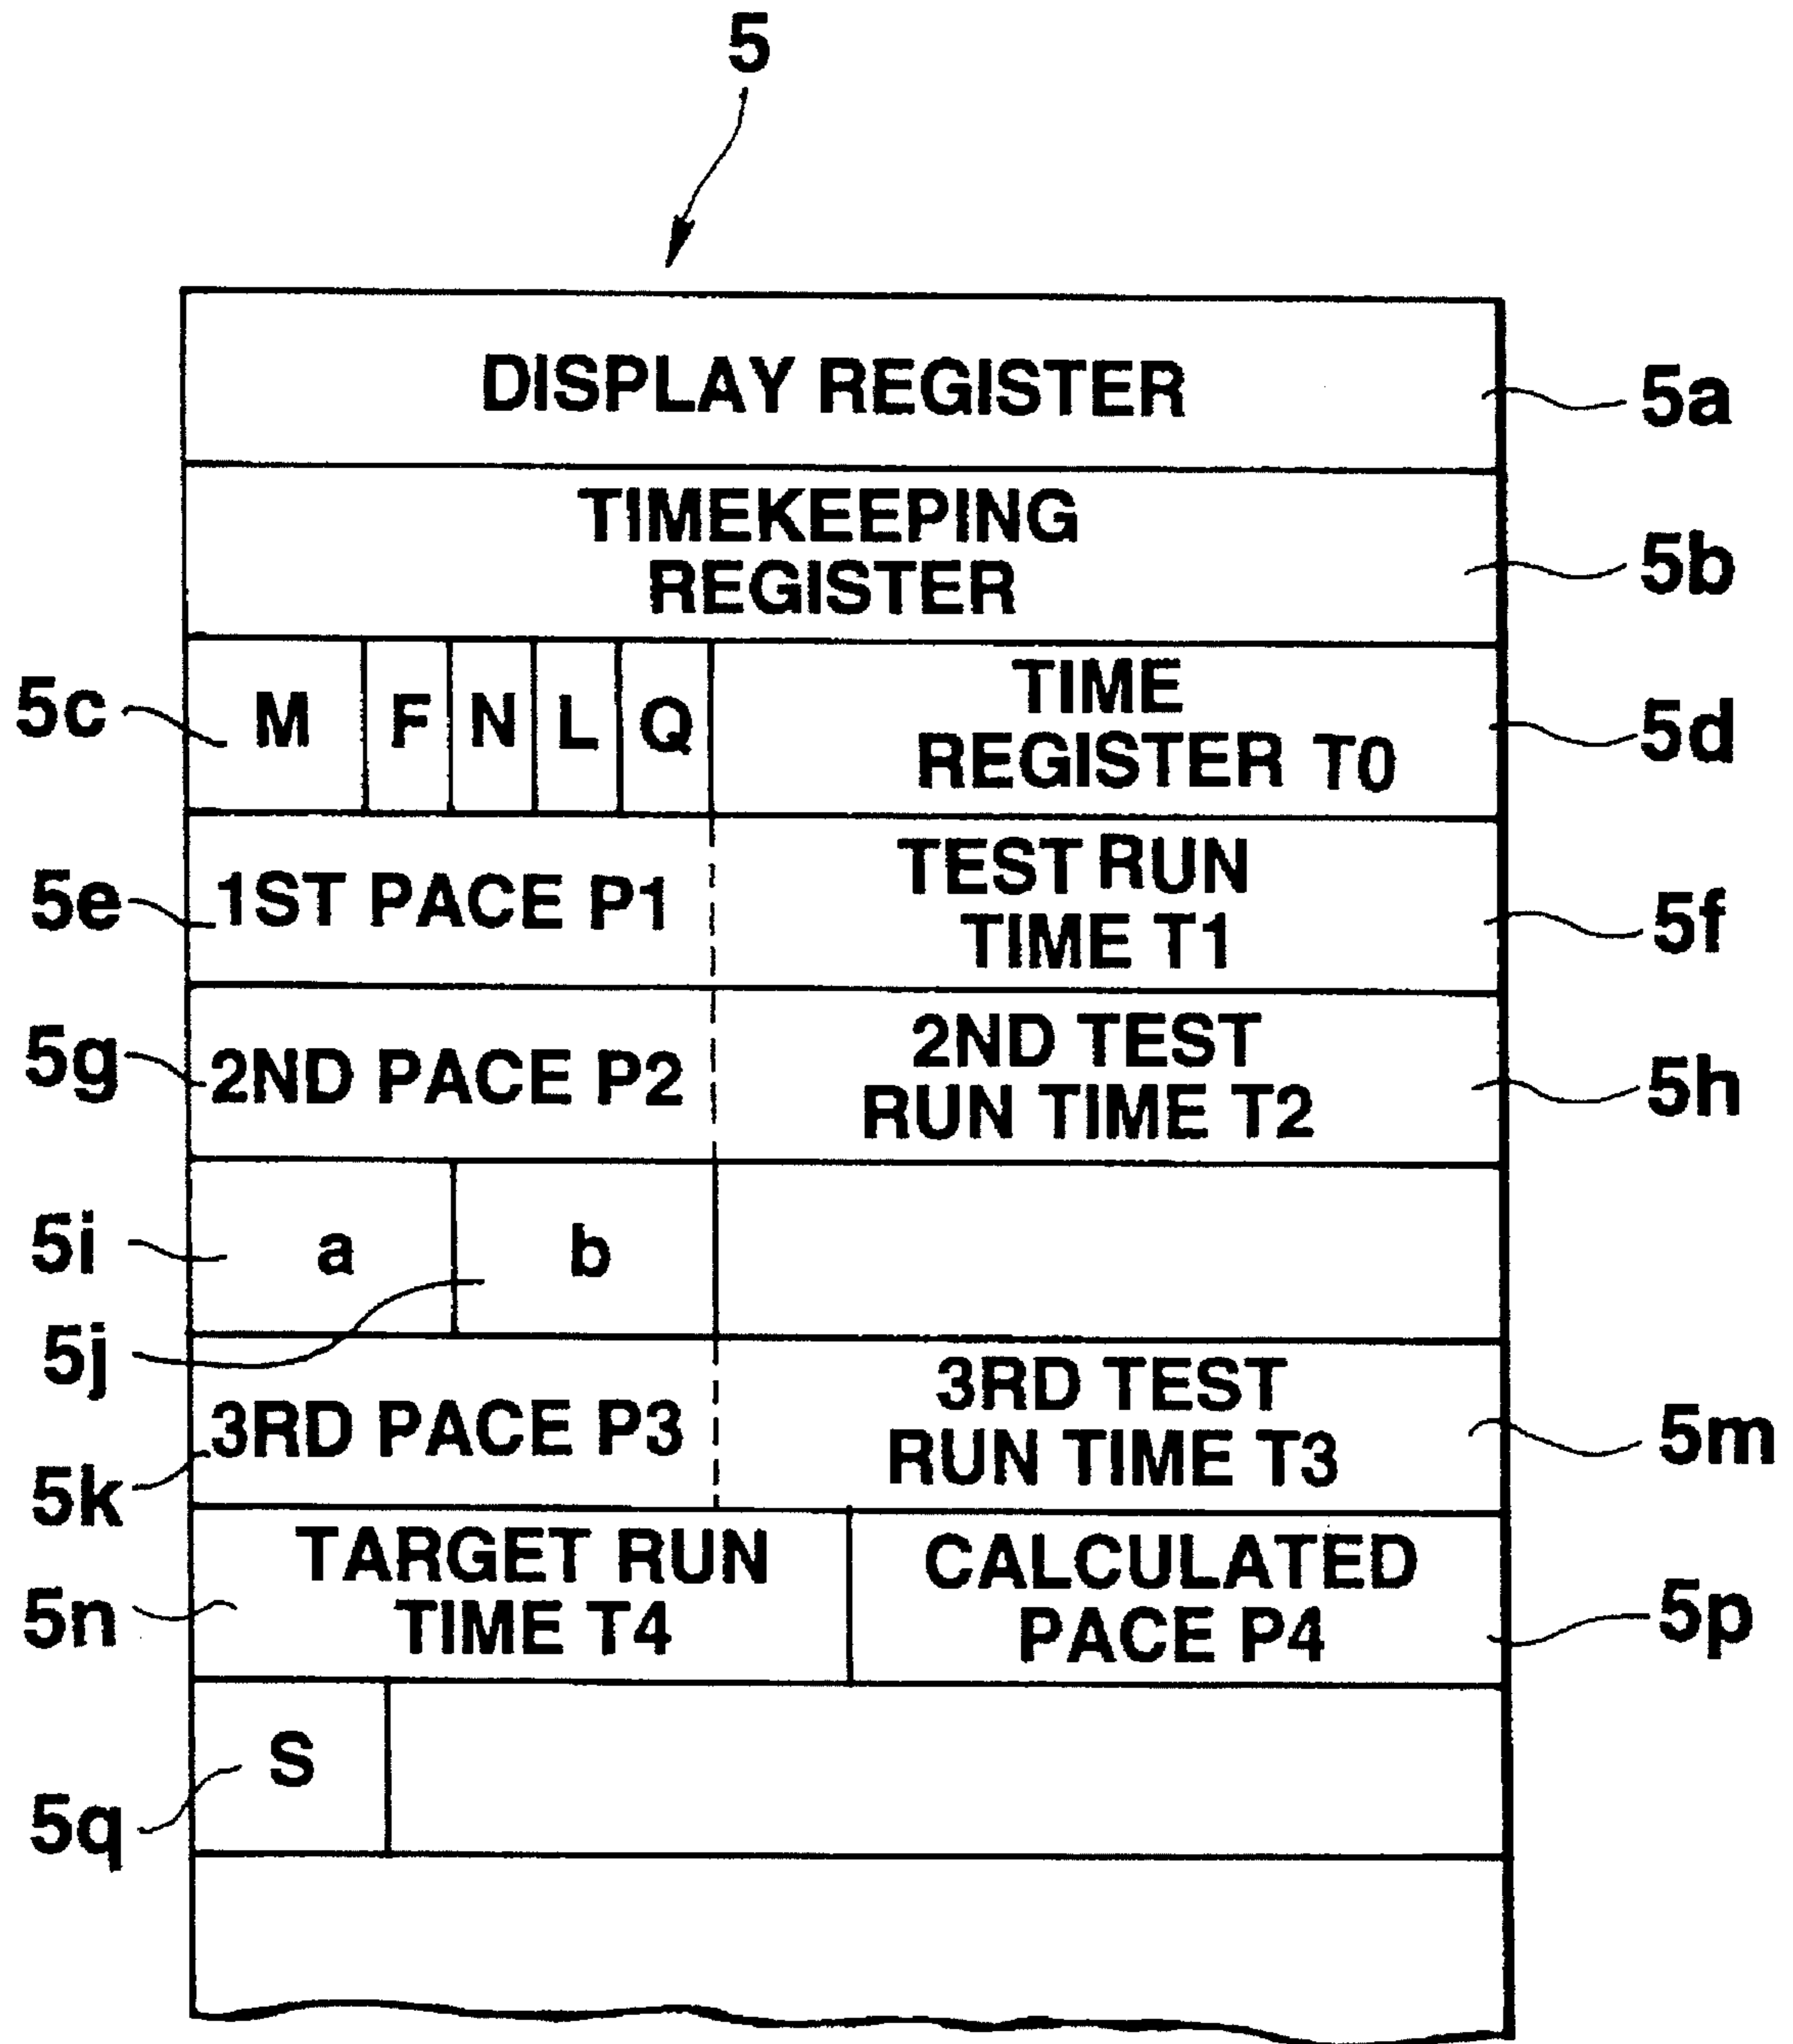 5
DISPLAY REGISTER
5a
TIMEKEEPING
REGISTER
5b
5c
M F N L Q
TIME
REGISTER T0
5d
5e
1ST PACE P1
TEST RUN
TIME T1
5f
5g
2ND PACE P2
2ND TEST
RUN TIME T2
5h
5i
a
b
5j
3RD PACE P3
5k
3RD TEST
RUN TIME T3
5m
5n
TARGET RUN
TIME T4
CALCULATED
PACE P4
5p
S
5q